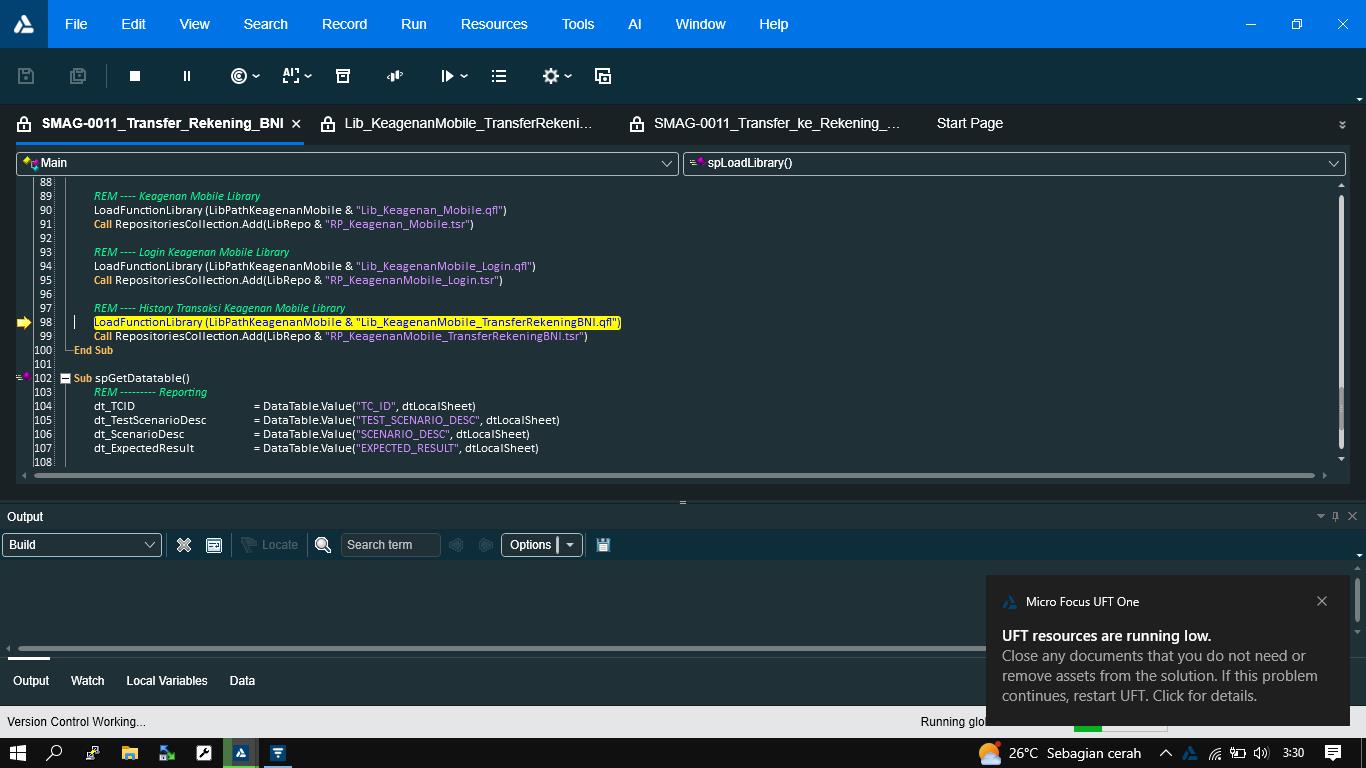 File Edit View Search Record Run Resources Tools AI Window Help
SMAG-0011_Transfer_Rekening_BNI Lib_KeagenanMobile_TransferRekeni... SMAG-0011_Transfer_ke_Rekening_... Start Page
Main spLoadLibrary()
88
89 REM ---- Keagenan Mobile Library
90 LoadFunctionLibrary (LibPathKeagenanMobile & "Lib_Keagenan_Mobile.qfl")
91 Call RepositoriesCollection.Add(LibRepo & "RP_Keagenan_Mobile.tsr")
92
93 REM ---- Login Keagenan Mobile Library
94 LoadFunctionLibrary (LibPathKeagenanMobile & "Lib_KeagenanMobile_Login.qfl")
95 Call RepositoriesCollection.Add(LibRepo & "RP_KeagenanMobile_Login.tsr")
96
97 REM ---- History Transaksi Keagenan Mobile Library
98 LoadFunctionLibrary (LibPathKeagenanMobile & "Lib_KeagenanMobile_TransferRekeningBNI.qfl")
99 Call RepositoriesCollection.Add(LibRepo & "RP_KeagenanMobile_TransferRekeningBNI.tsr")
100 End Sub
101
102 Sub spGetDatatable()
103 REM --------- Reporting
104 dt_TCID = DataTable.Value("TC_ID", dtLocalSheet)
105 dt_TestScenarioDesc = DataTable.Value("TEST_SCENARIO_DESC", dtLocalSheet)
106 dt_ScenarioDesc = DataTable.Value("SCENARIO_DESC", dtLocalSheet)
107 dt_ExpectedResult = DataTable.Value("EXPECTED_RESULT", dtLocalSheet)
108
Output
Build Locate Search term Options
Micro Focus UFT One
UFT resources are running low.
Close any documents that you do not need or
remove assets from the solution. If this problem
continues, restart UFT. Click for details.
Output Watch Local Variables Data
Version Control Working... Running glo
26°C Sebagian cerah 3:30